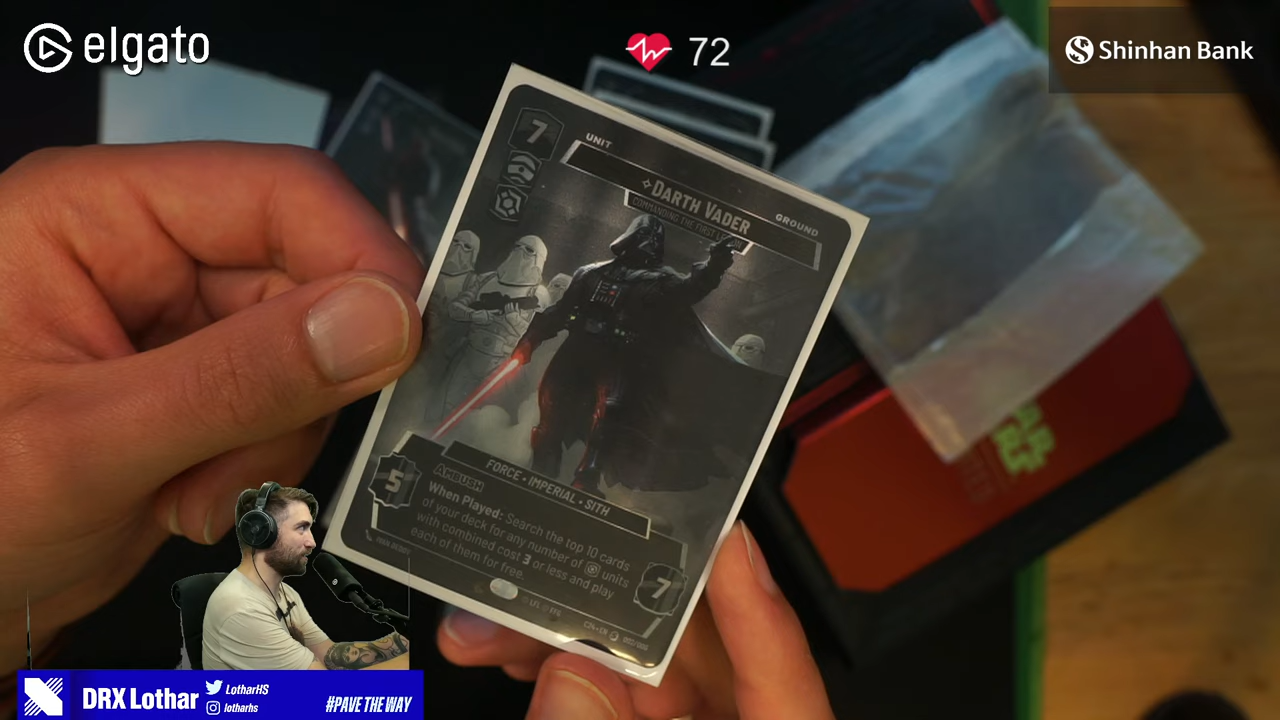 elgato
72
Shinhan Bank
7
UNIT
DARTH VADER
COMMANDING THE FIRST LEGION
GROUND
FORCE • IMPERIAL • SITH
5
AMBUSH
When Played: Search the top 10 cards
of your deck for any number of units
with combined cost 3 or less and play
each of them for free.
7
DRX Lothar
LotharHS
lotharhs
#PAVE THE WAY